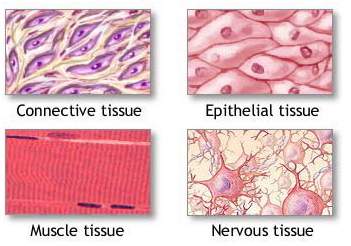 Connective tissue
Epithelial tissue
Muscle tissue
Nervous tissue